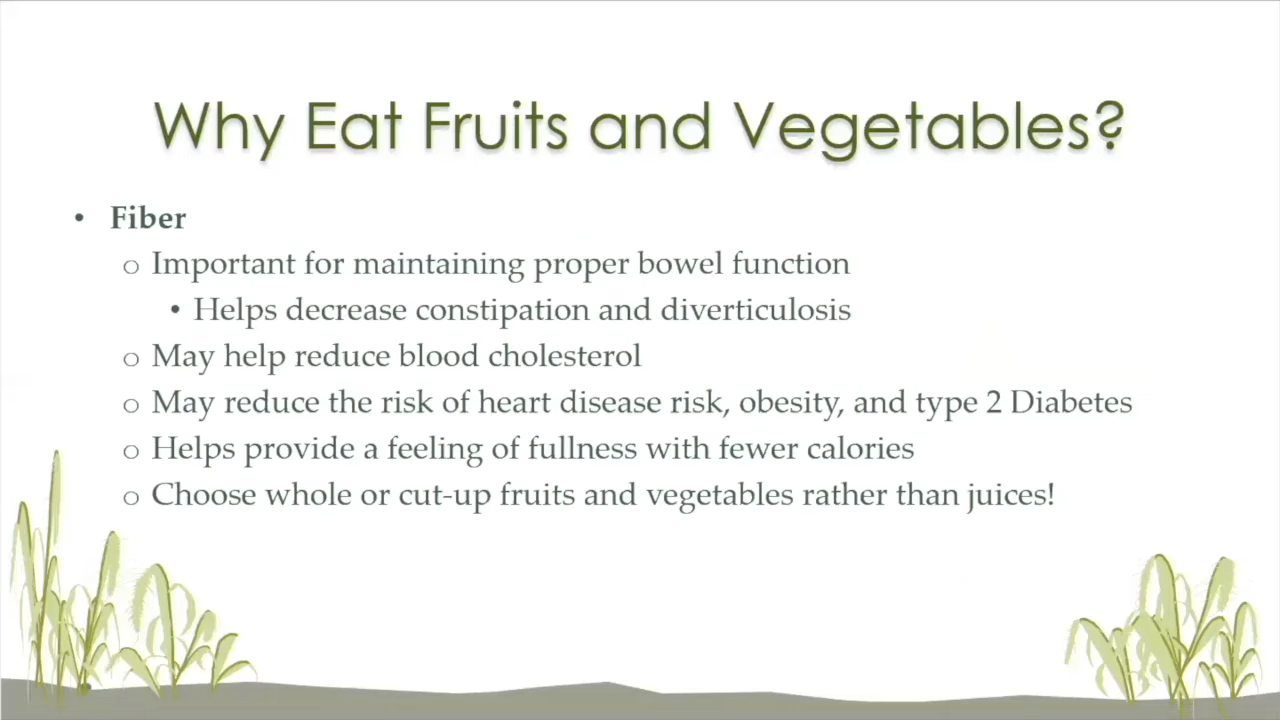 Why Eat Fruits and Vegetables?
• Fiber
o Important for maintaining proper bowel function
• Helps decrease constipation and diverticulosis
o May help reduce blood cholesterol
o May reduce the risk of heart disease risk, obesity, and type 2 Diabetes
o Helps provide a feeling of fullness with fewer calories
o Choose whole or cut-up fruits and vegetables rather than juices!